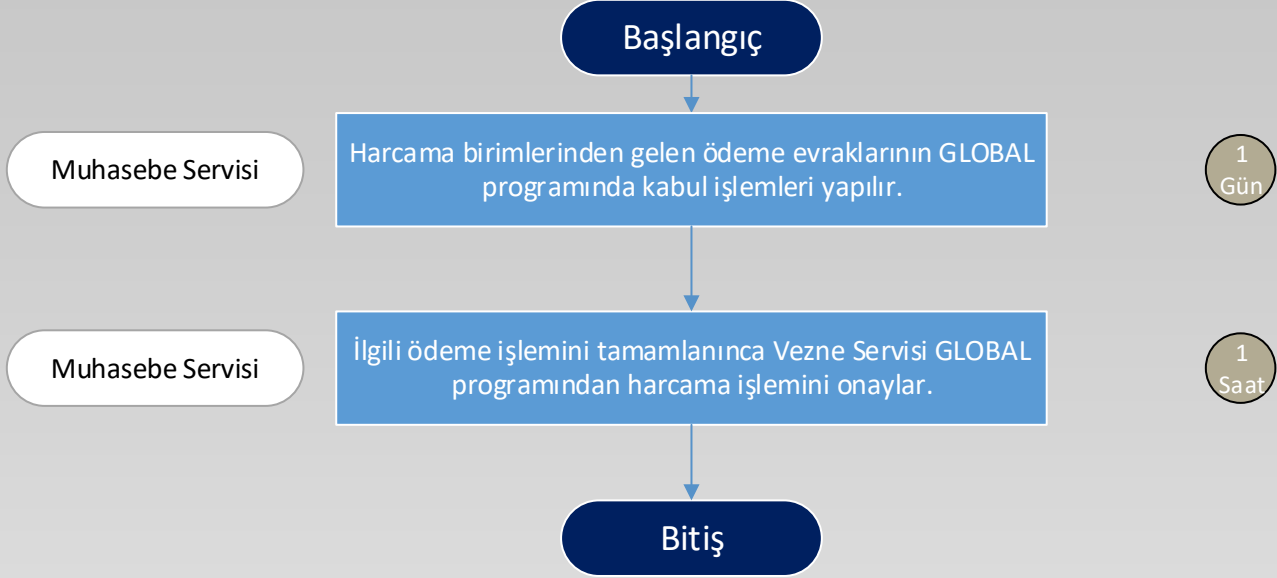 Başlangıç
Muhasebe Servisi
Harcama birimlerinden gelen ödeme evraklarının GLOBAL
programında kabul işlemleri yapılır.
1
Gün
Muhasebe Servisi
İlgili ödeme işlemini tamamlanınca Vezne Servisi GLOBAL
programından harcama işlemini onaylar.
1
Saat
Bitiş